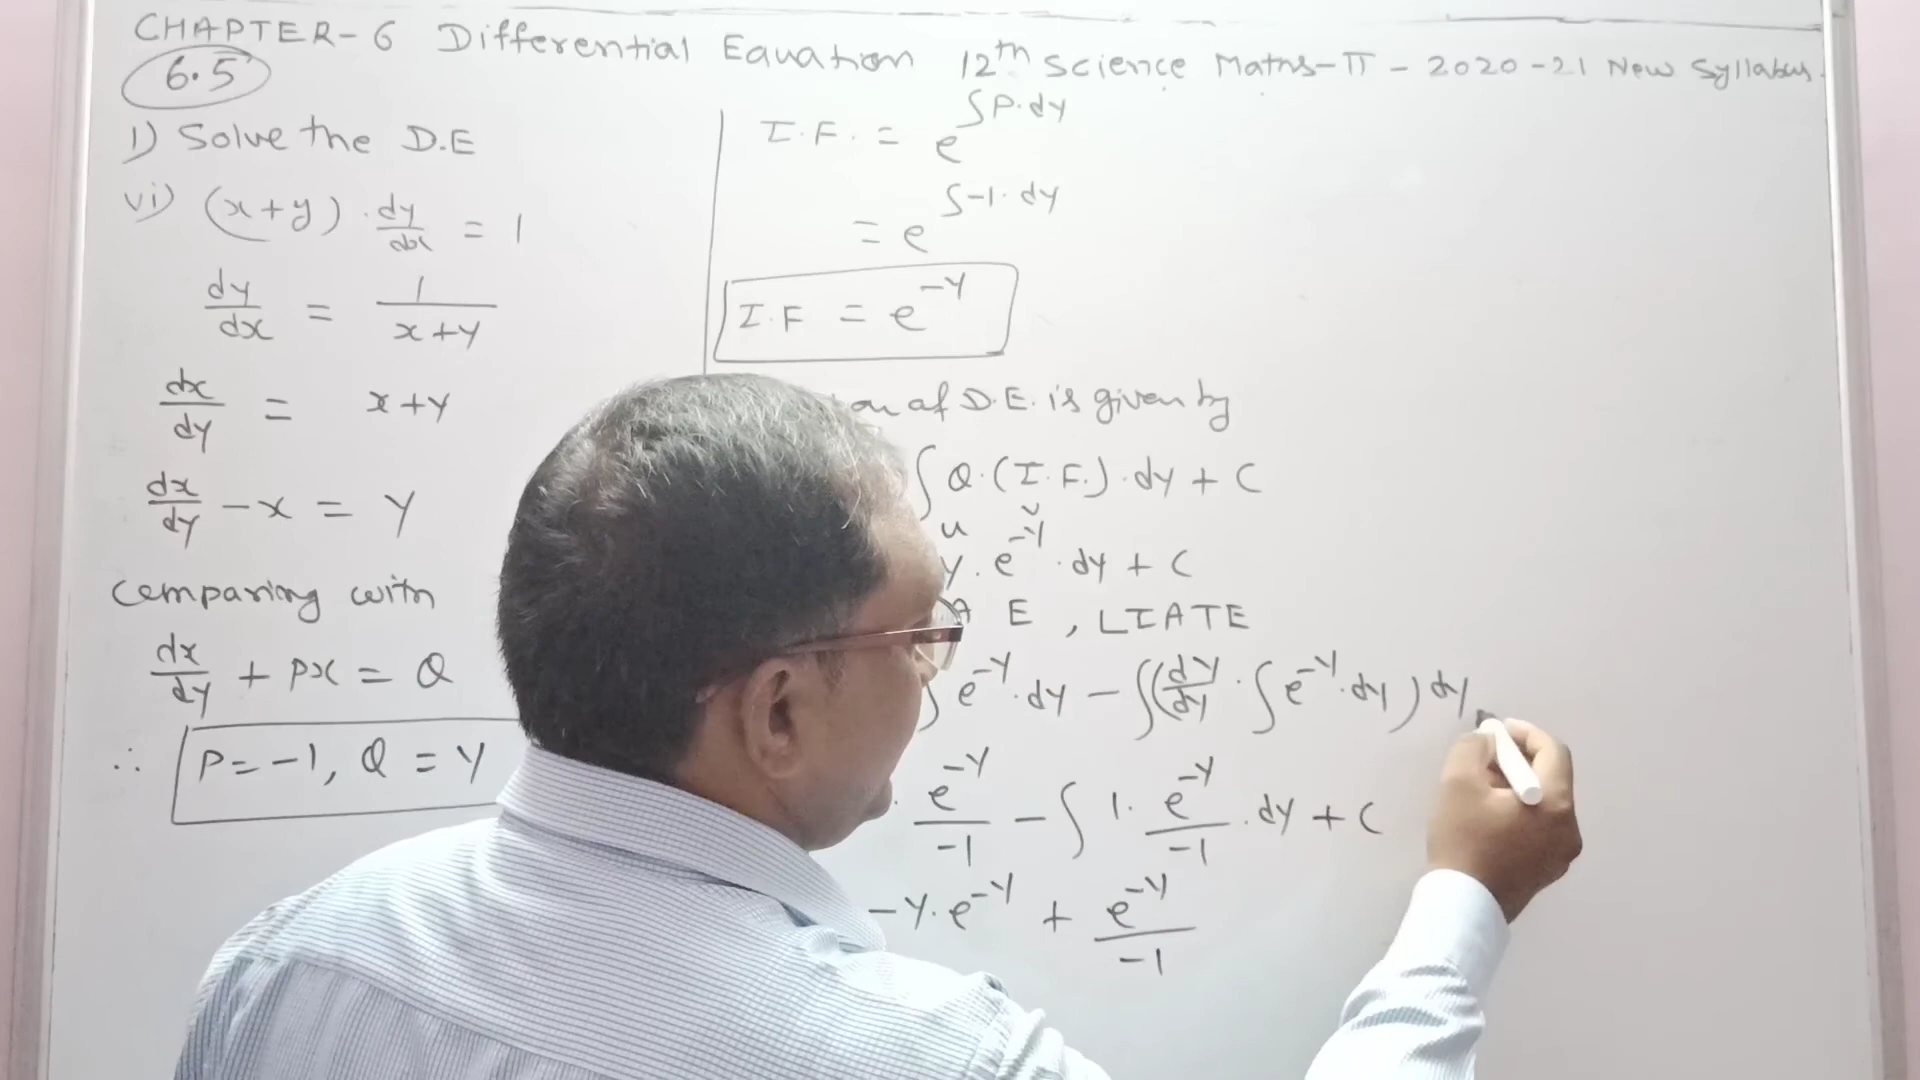 CHAPTER-6 Differential Eauation 12th Science Maths-II - 2020-21 New Syllabus.
6.5
1) Solve the D.E
vi) (x+y) · dy/dx = 1
dy/dx = 1/x+y
dx/dy = x+y
dx/dy - x = y
comparing with
dx/dy + Px = Q
∴ P = -1, Q = y
I.F. = e^∫P·dy
= e^∫-1·dy
I.F = e^-y
of D.E. is given by
∫ Q·(I.F.)·dy + C
u v
y · e^-y · dy + C
A E , LIATE
∫ e^-y · dy - ∫(dy/dy · ∫ e^-y · dy) dy
e^-y/-1 - ∫ 1 · e^-y/-1 · dy + C
-y · e^-y + e^-y/-1